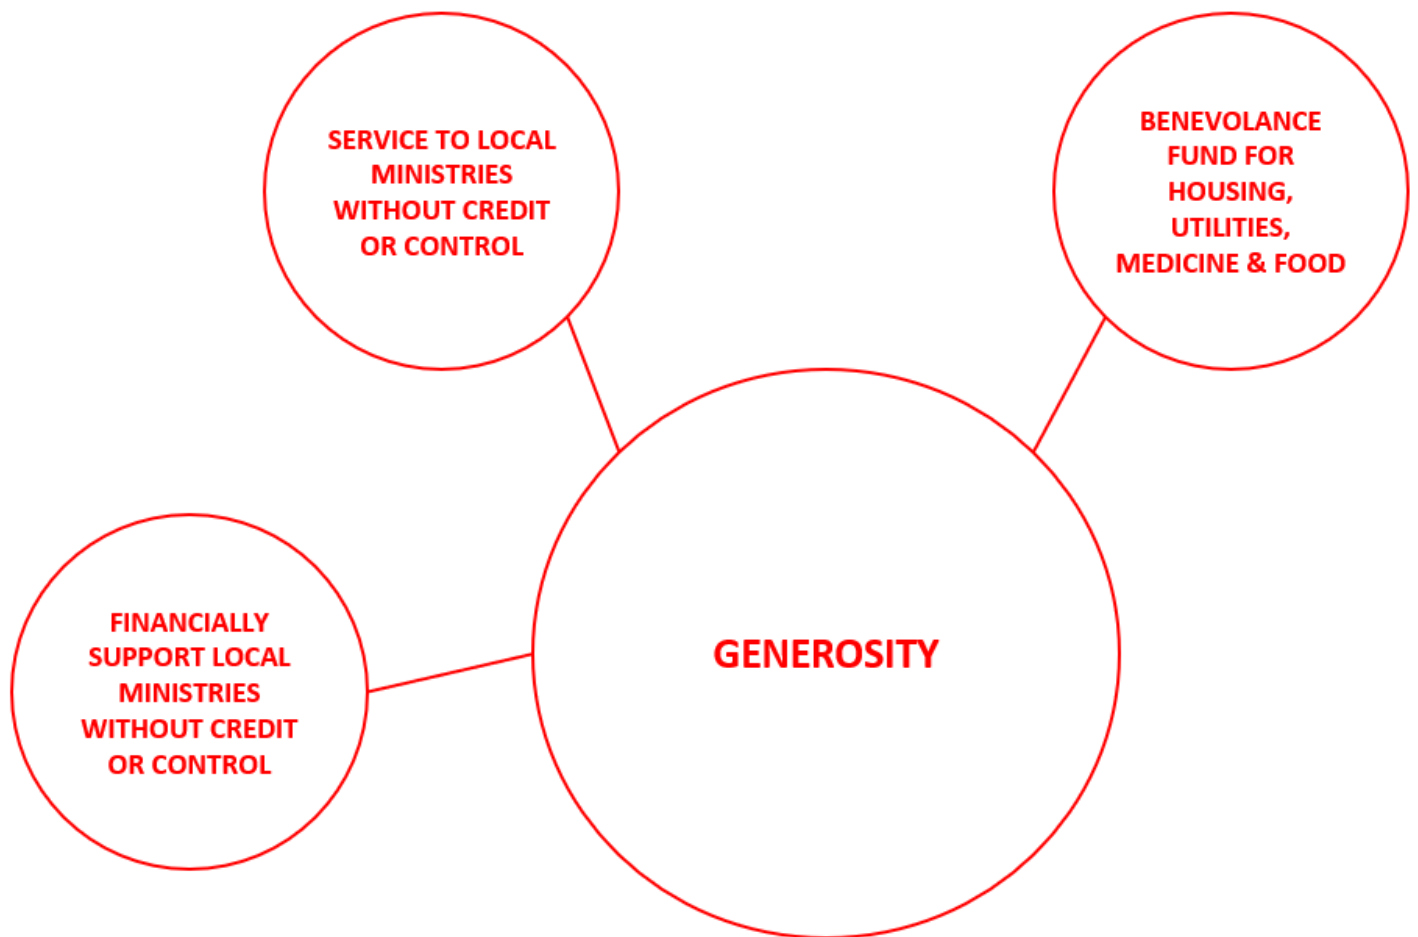 SERVICE TO LOCAL
MINISTRIES
WITHOUT CREDIT
OR CONTROL
BENEVOLANCE
FUND FOR
HOUSING,
UTILITIES,
MEDICINE & FOOD
FINANCIALLY
SUPPORT LOCAL
MINISTRIES
WITHOUT CREDIT
OR CONTROL
GENEROSITY